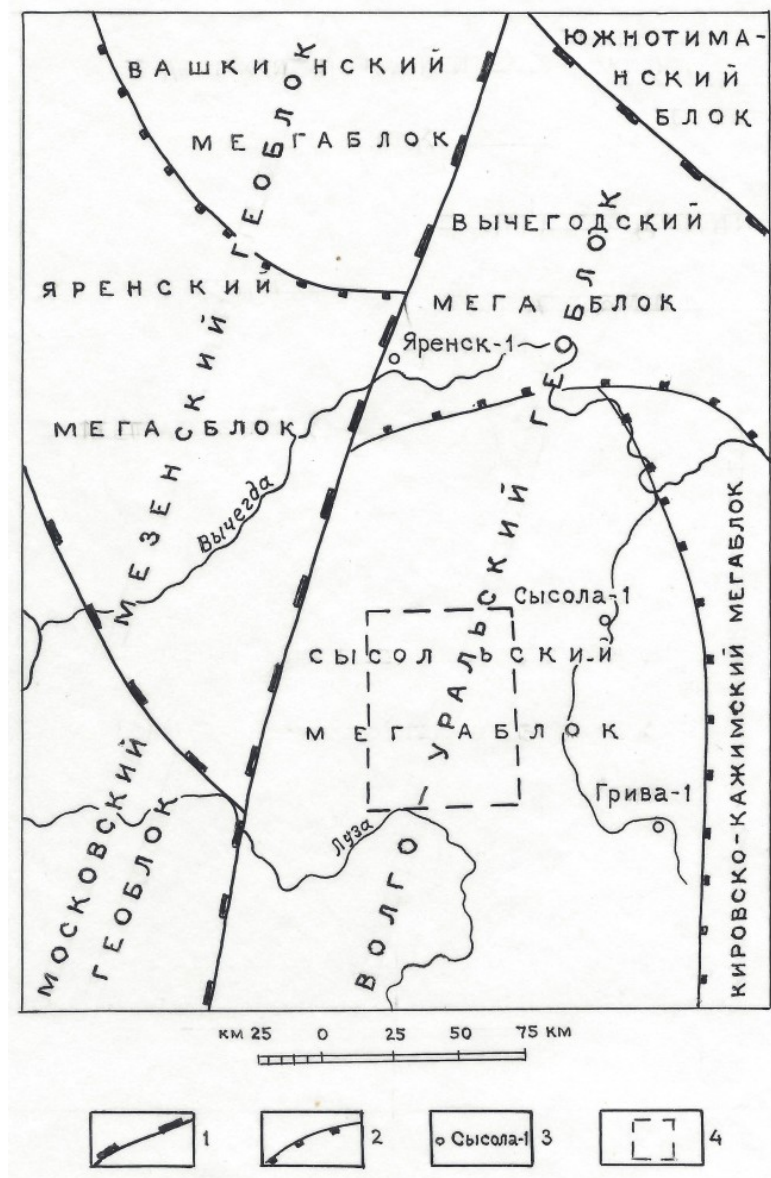 ВАШКИНСКИЙ
МЕГАБЛОК
ЮЖНОТИМА-
НСКИЙ
БЛОК
ВЫЧЕГОДСКИЙ
МЕГАБЛОК
ЯРЕНСКИЙ
МЕГАБЛОК
МЕЗЕНСКИЙ ГЕОБЛОК
Яренск-1
Вычегда
Сысола-1
СЫСОЛЬСКИЙ
МЕГАБЛОК
ВОЛГО-УРАЛЬСКИЙ ГЕОБЛОК
Грива-1
Луза
МОСКОВСКИЙ
ГЕОБЛОК
КИРОВСКО-КАЖИМСКИЙ МЕГАБЛОК
км 25 0 25 50 75 км
1
2
Сысола-1 3
4